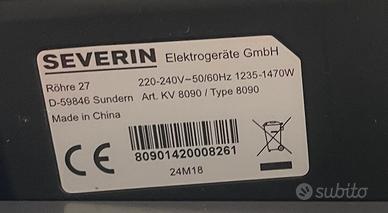 SEVERIN Elektrogeräte GmbH
Röhre 27 220-240V~50/60Hz 1235-1470W
D-59846 Sundern Art. KV 8090 / Type 8090
Made in China
CE
80901420008261
24M18
subito